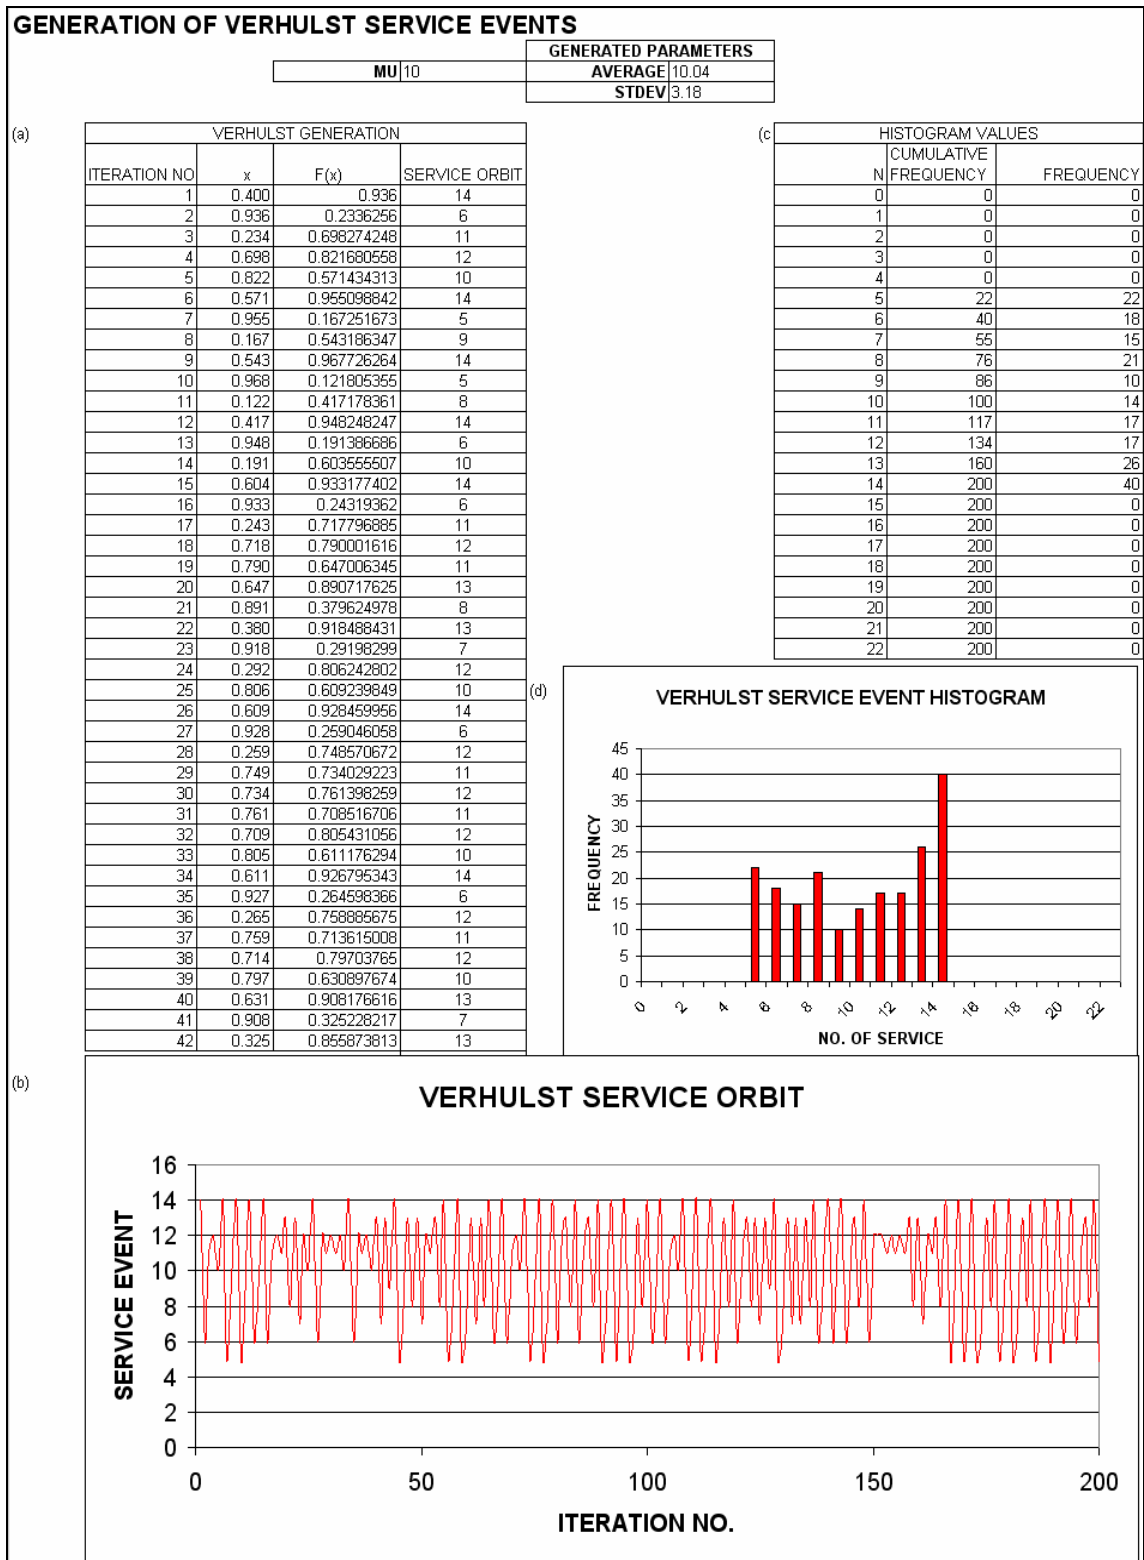 GENERATION OF VERHULST SERVICE EVENTS
GENERATED PARAMETERS
MU 10 AVERAGE 10.04
STDEV 3.18
(a)
VERHULST GENERATION
ITERATION NO x F(x) SERVICE ORBIT
1 0.400 0.936 14
2 0.936 0.2336256 6
3 0.234 0.698274248 11
4 0.698 0.821680558 12
5 0.822 0.571434313 10
6 0.571 0.955098842 14
7 0.955 0.167251673 5
8 0.167 0.543186347 9
9 0.543 0.967726264 14
10 0.968 0.121805355 5
11 0.122 0.417178361 8
12 0.417 0.948248247 14
13 0.948 0.191386686 6
14 0.191 0.603555507 10
15 0.604 0.933177402 14
16 0.933 0.24319362 6
17 0.243 0.717796885 11
18 0.718 0.790001616 12
19 0.790 0.647006345 11
20 0.647 0.890717625 13
21 0.891 0.379624978 8
22 0.380 0.918488431 13
23 0.918 0.29198299 7
24 0.292 0.806242802 12
25 0.806 0.609239849 10
26 0.609 0.928459956 14
27 0.928 0.259046058 6
28 0.259 0.748570672 12
29 0.749 0.734029223 11
30 0.734 0.761398259 12
31 0.761 0.708516706 11
32 0.709 0.805431056 12
33 0.805 0.611176294 10
34 0.611 0.926795343 14
35 0.927 0.264598366 6
36 0.265 0.758885675 12
37 0.759 0.713615008 11
38 0.714 0.79703765 12
39 0.797 0.630897674 10
40 0.631 0.908176616 13
41 0.908 0.325228217 7
42 0.325 0.855873813 13
(c
HISTOGRAM VALUES
CUMULATIVE
N FREQUENCY FREQUENCY
0 0 0
1 0 0
2 0 0
3 0 0
4 0 0
5 22 22
6 40 18
7 55 15
8 76 21
9 86 10
10 100 14
11 117 17
12 134 17
13 160 26
14 200 40
15 200 0
16 200 0
17 200 0
18 200 0
19 200 0
20 200 0
21 200 0
22 200 0
(d)
VERHULST SERVICE EVENT HISTOGRAM
FREQUENCY
45
40
35
30
25
20
15
10
5
0
0 2 4 6 8 10 12 14 16 18 20 22
NO. OF SERVICE
(b)
VERHULST SERVICE ORBIT
SERVICE EVENT
16
14
12
10
8
6
4
2
0
0 50 100 150 200
ITERATION NO.